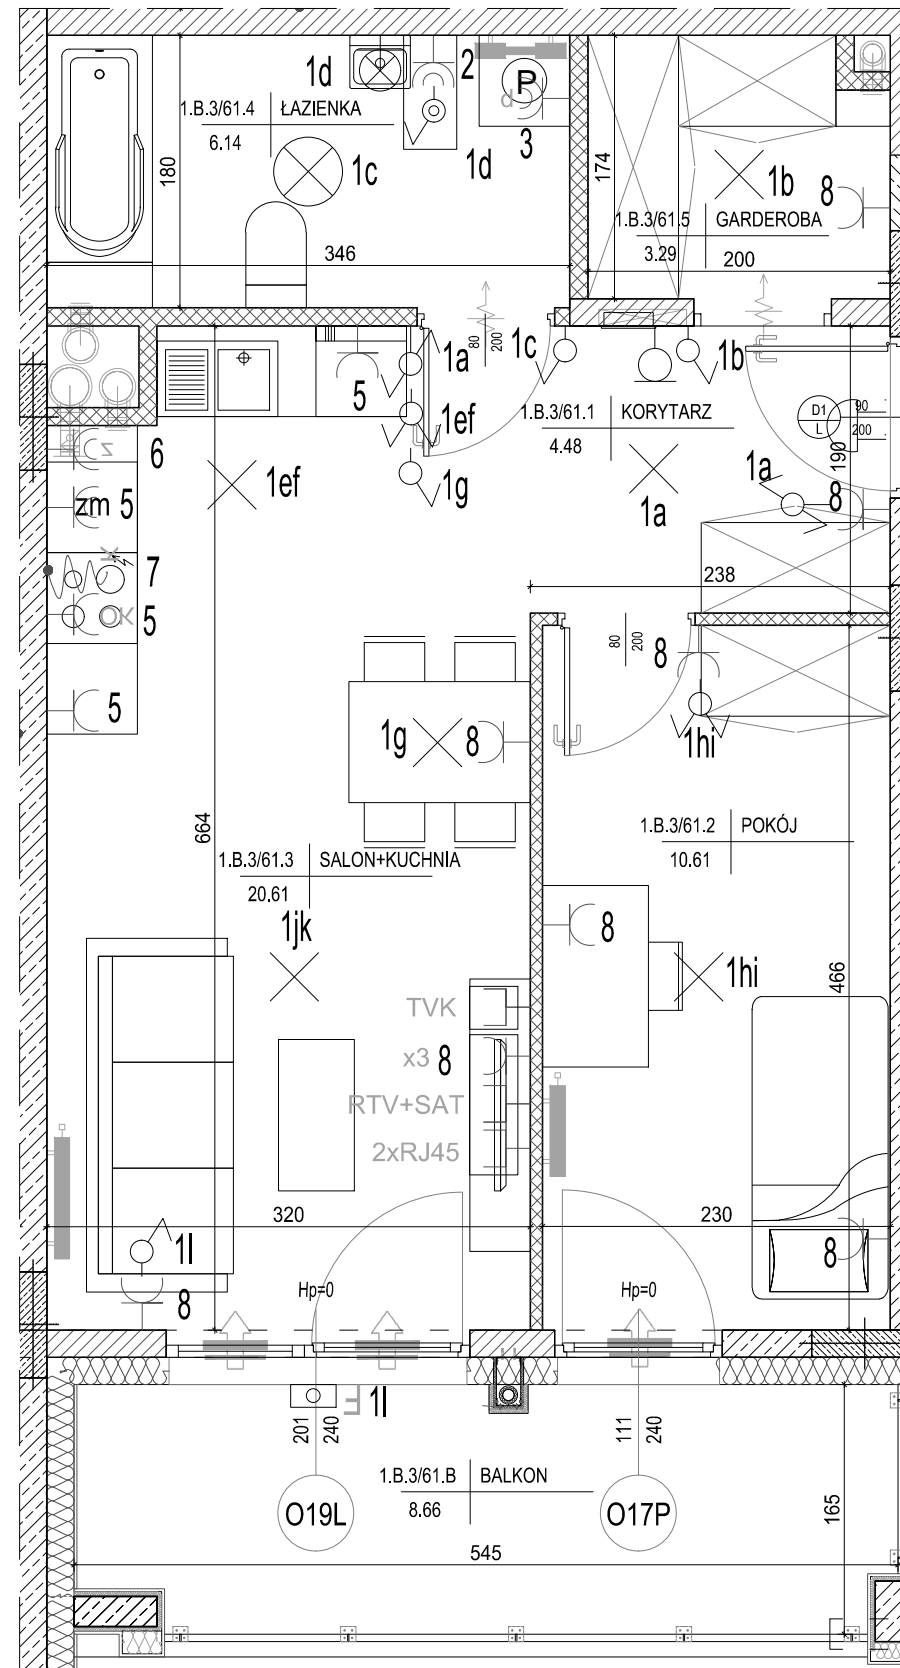 1d
2
P
d
1.B.3/61.4 ŁAZIENKA
6.14
3
1d
1c
180
174
1b
8
1.B.3/61.5 GARDEROBA
3.29
200
346
80
200
1a
1c
1b
5
1ef
1.B.3/61.1 KORYTARZ
4.48
D1
L
90
200
190
6
Z
1ef
1g
1a
1a
8
zm 5
K
7
OK 5
238
80
200
8
5
1g
8
1hi
664
1.B.3/61.2 POKÓJ
10.61
1.B.3/61.3 SALON+KUCHNIA
20.61
1jk
8
1hi
466
TVK
x3 8
RTV+SAT
2xRJ45
320
230
1l
8
8
Hp=0
Hp=0
E
1l
201
240
111
240
1.B.3/61.B BALKON
8.66
O19L
O17P
165
545